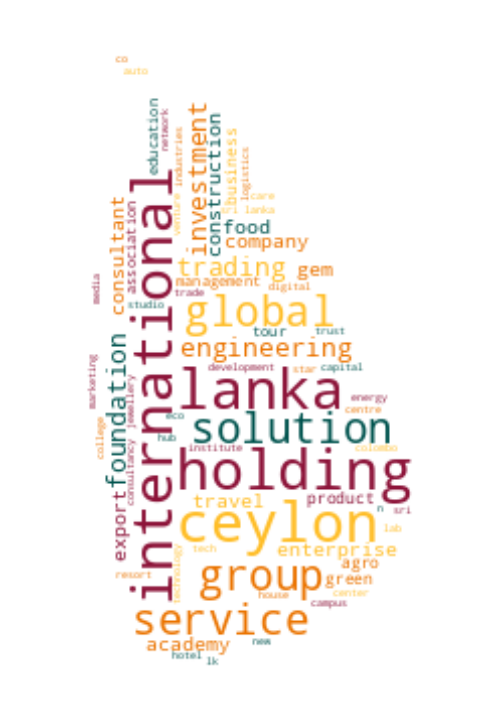 co
auto
education
network
industries
investment
construction
business
logistics
care
sri lanka
venture
international
consultant
association
food
company
trading
gem
management
digital
media
trade
studio
global
tour
trust
engineering
foundation
marketing
development
star
capital
lanka
energy
centre
jewellery
eco
solution
college
hub
institute
colombo
holding
consultancy
export
travel
product
n
sri
ceylon
lab
tech
enterprise
technology
agro
resort
group
green
house
center
campus
service
academy
new
hotel
lk